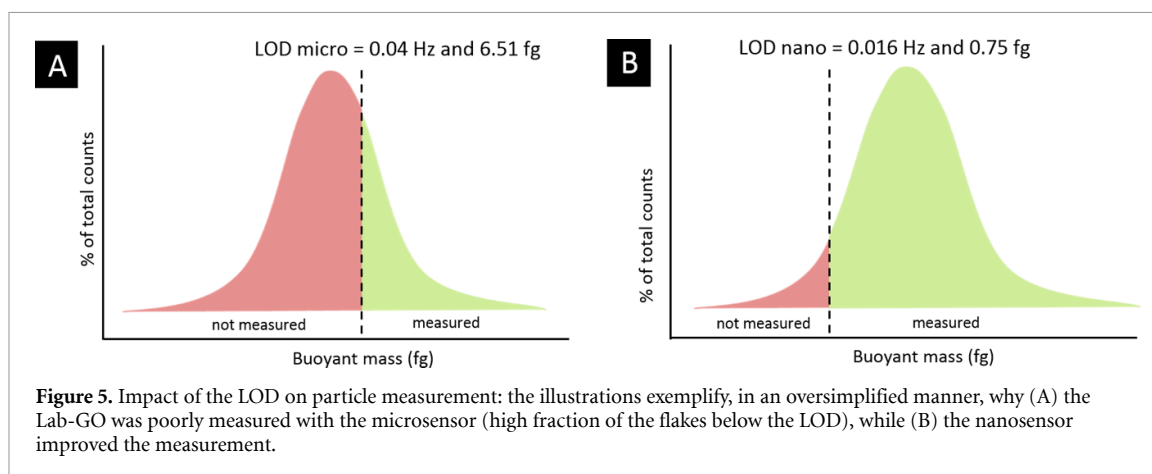 A
LOD micro = 0.04 Hz and 6.51 fg
% of total counts
not measured
measured
Buoyant mass (fg)
B
LOD nano = 0.016 Hz and 0.75 fg
% of total counts
not measured
measured
Buoyant mass (fg)
Figure 5. Impact of the LOD on particle measurement: the illustrations exemplify, in an oversimplified manner, why (A) the
Lab-GO was poorly measured with the microsensor (high fraction of the flakes below the LOD), while (B) the nanosensor
improved the measurement.